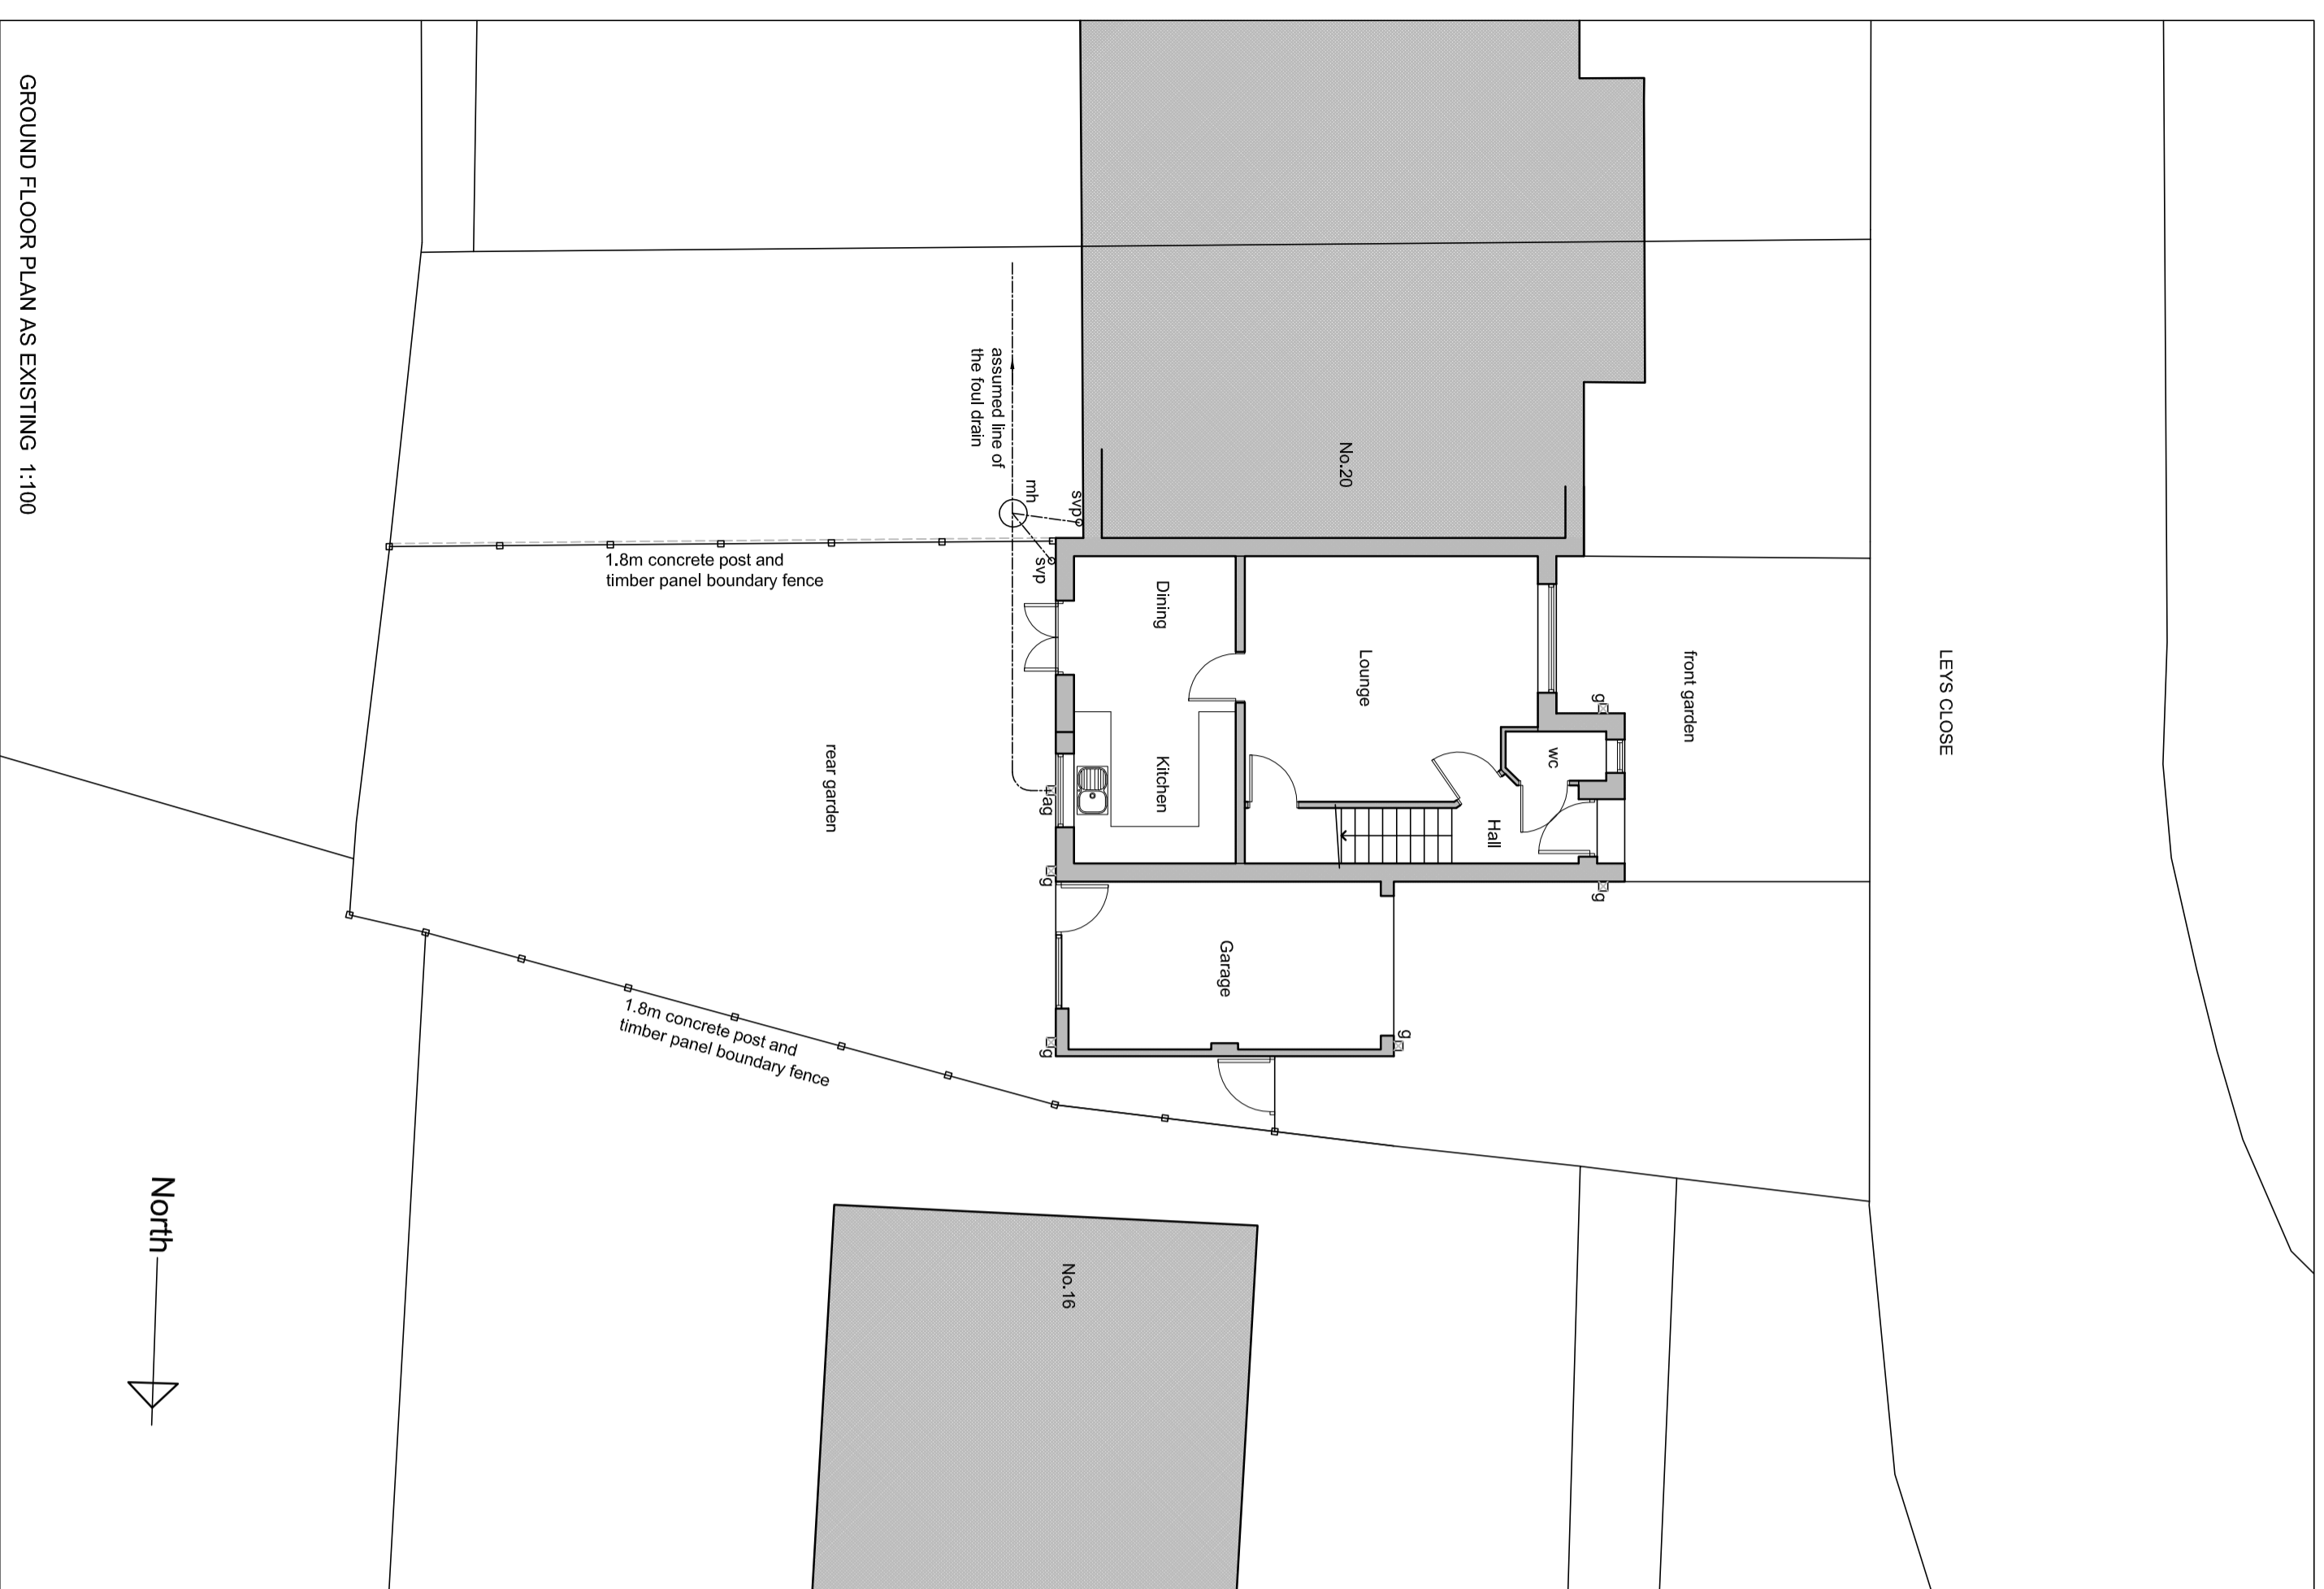 GROUND FLOOR PLAN AS EXISTING 1:100
LEYS CLOSE
front garden
No.20
assumed line of
the foul drain
mh
svp
svp
1.8m concrete post and
timber panel boundary fence
Dining
Lounge
Kitchen
wc
Hall
g
g
ag
g
rear garden
Garage
g
g
1.8m concrete post and
timber panel boundary fence
No.16
North